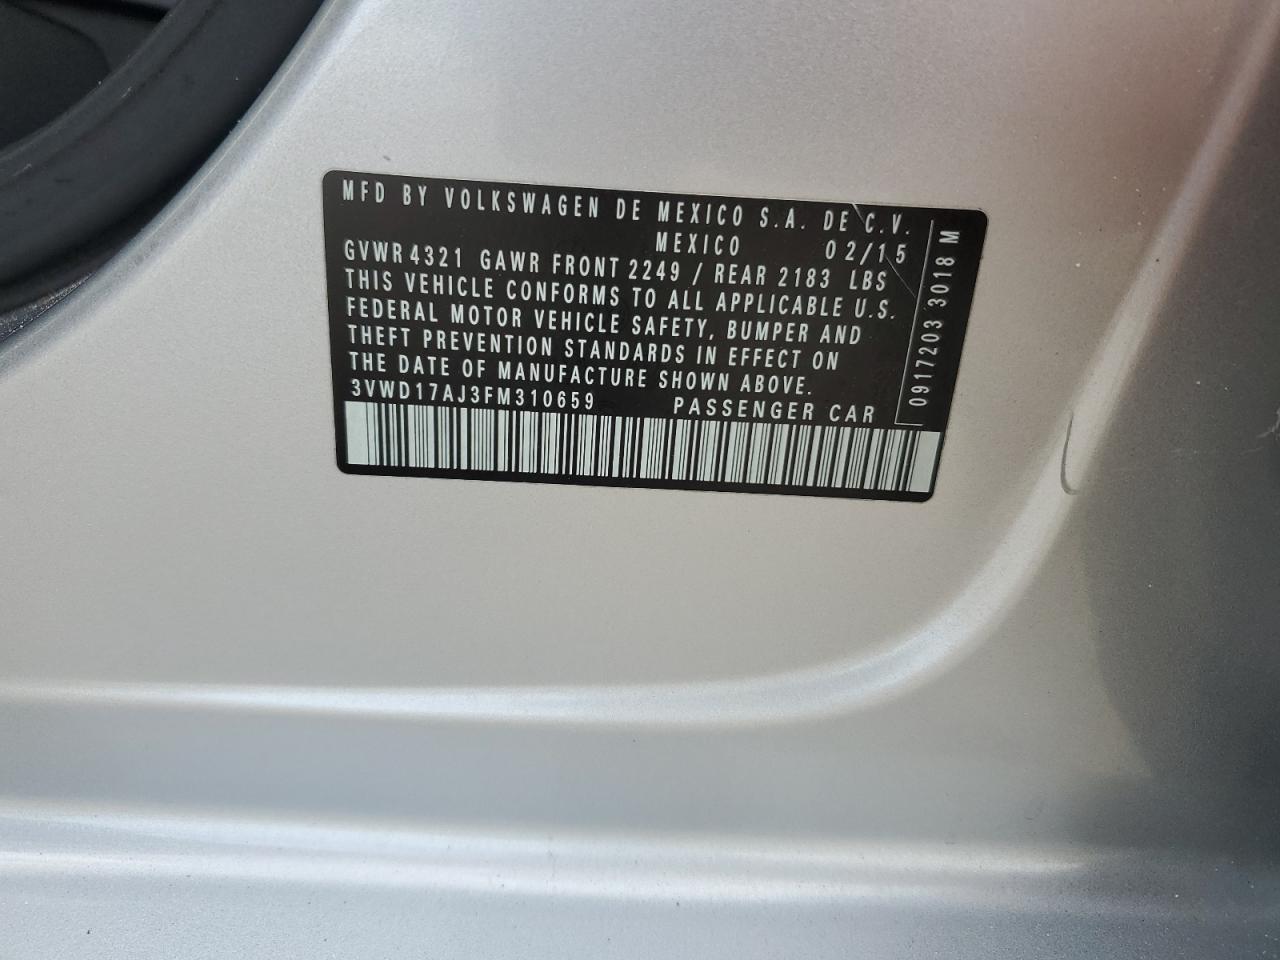 MFD BY VOLKSWAGEN DE MEXICO S.A. DE C.V.
MEXICO 02/15
GVWR 4321 GAWR FRONT 2249 / REAR 2183 LBS
THIS VEHICLE CONFORMS TO ALL APPLICABLE U.S.
FEDERAL MOTOR VEHICLE SAFETY, BUMPER AND
THEFT PREVENTION STANDARDS IN EFFECT ON
THE DATE OF MANUFACTURE SHOWN ABOVE.
3VWD17AJ3FM310659 PASSENGER CAR
0917203 3018 M